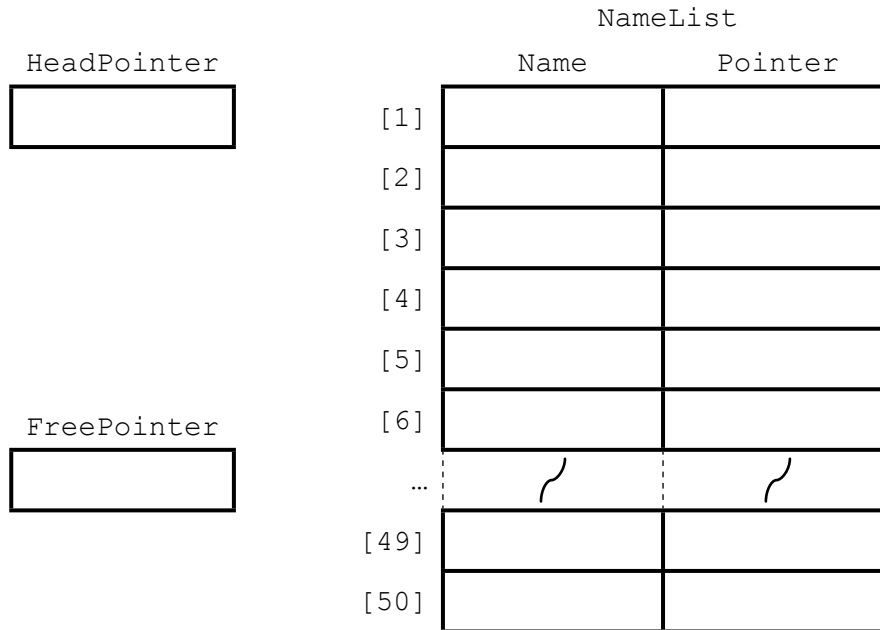 NameList
HeadPointer Name Pointer
[1]
[2]
[3]
[4]
[5]
FreePointer [6]
…
[49]
[50]